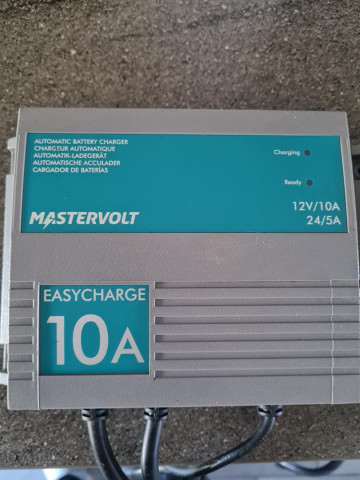 AUTOMATIC BATTERY CHARGER
CHARGEUR AUTOMATIQUE
AUTOMATIK-LADEGERÄT
AUTOMATISCHE ACCULADER
CARGADOR DE BATERÍAS
Charging
Ready
12V/10A
24/5A
MASTERVOLT
EASYCHARGE
10A